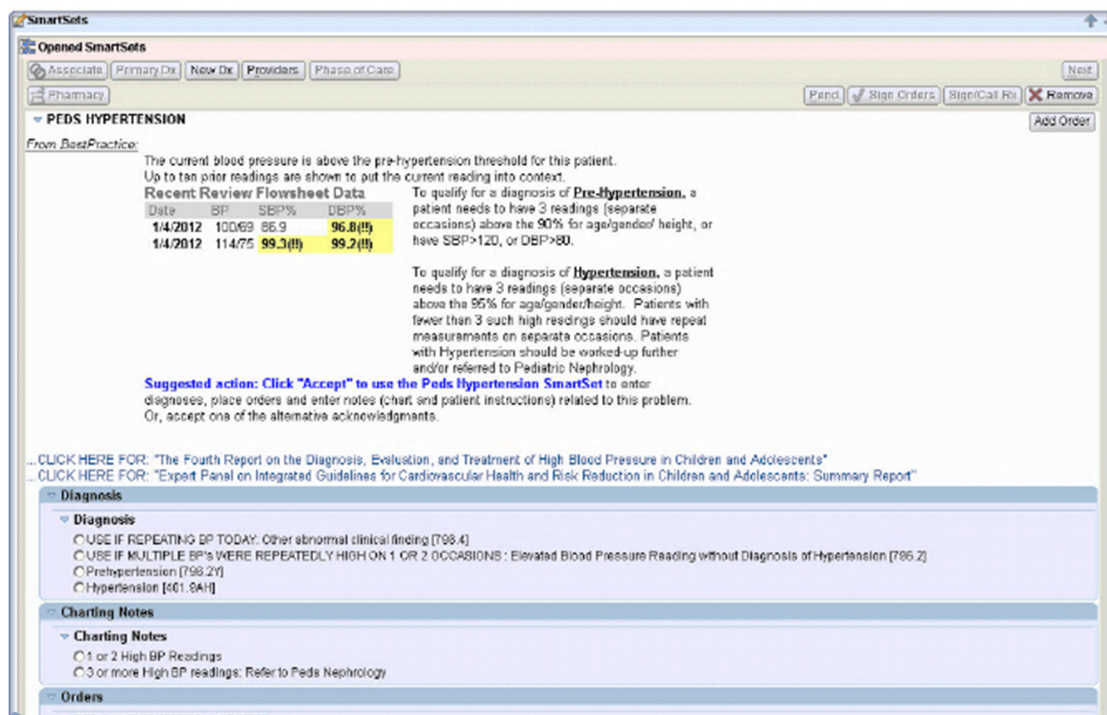 SmartSets
Opened SmartSets
Associate Primary Dx New Dx Providers Phase of Care Next
Pharmacy Pend Sign Orders Sign/Call Rx Remove
PEDS HYPERTENSION Add Order
From BestPractice:
The current blood pressure is above the pre-hypertension threshold for this patient.
Up to ten prior readings are shown to put the current reading into context.
Recent Review Flowsheet Data
Date BP SBP% DBP%
1/4/2012 100/69 86.9 96.8(!!)
1/4/2012 114/75 99.3(!!) 99.2(!!)
To qualify for a diagnosis of Pre-Hypertension, a
patient needs to have 3 readings (separate
occasions) above the 90% for age/gender/ height, or
have SBP>120, or DBP>80.
To qualify for a diagnosis of Hypertension, a patient
needs to have 3 readings (separate occasions)
above the 95% for age/gender/height. Patients with
fewer than 3 such high readings should have repeat
measurements on separate occasions. Patients
with Hypertension should be worked-up further
and/or referred to Pediatric Nephrology.
Suggested action: Click "Accept" to use the Peds Hypertension SmartSet to enter
diagnoses, place orders and enter notes (chart and patient instructions) related to this problem.
Or, accept one of the alternative acknowledgments.
...CLICK HERE FOR: "The Fourth Report on the Diagnosis, Evaluation, and Treatment of High Blood Pressure in Children and Adolescents"
...CLICK HERE FOR: "Expert Panel on Integrated Guidelines for Cardiovascular Health and Risk Reduction in Children and Adolescents: Summary Report"
Diagnosis
Diagnosis
USE IF REPEATING BP TODAY: Other abnormal clinical finding [796.4]
USE IF MULTIPLE BP's WERE REPEATEDLY HIGH ON 1 OR 2 OCCASIONS : Elevated Blood Pressure Reading without Diagnosis of Hypertension [796.2]
Prehypertension [796.2Y]
Hypertension [401.9AH]
Charting Notes
Charting Notes
1 or 2 High BP Readings
3 or more High BP readings: Refer to Peds Nephrology
Orders